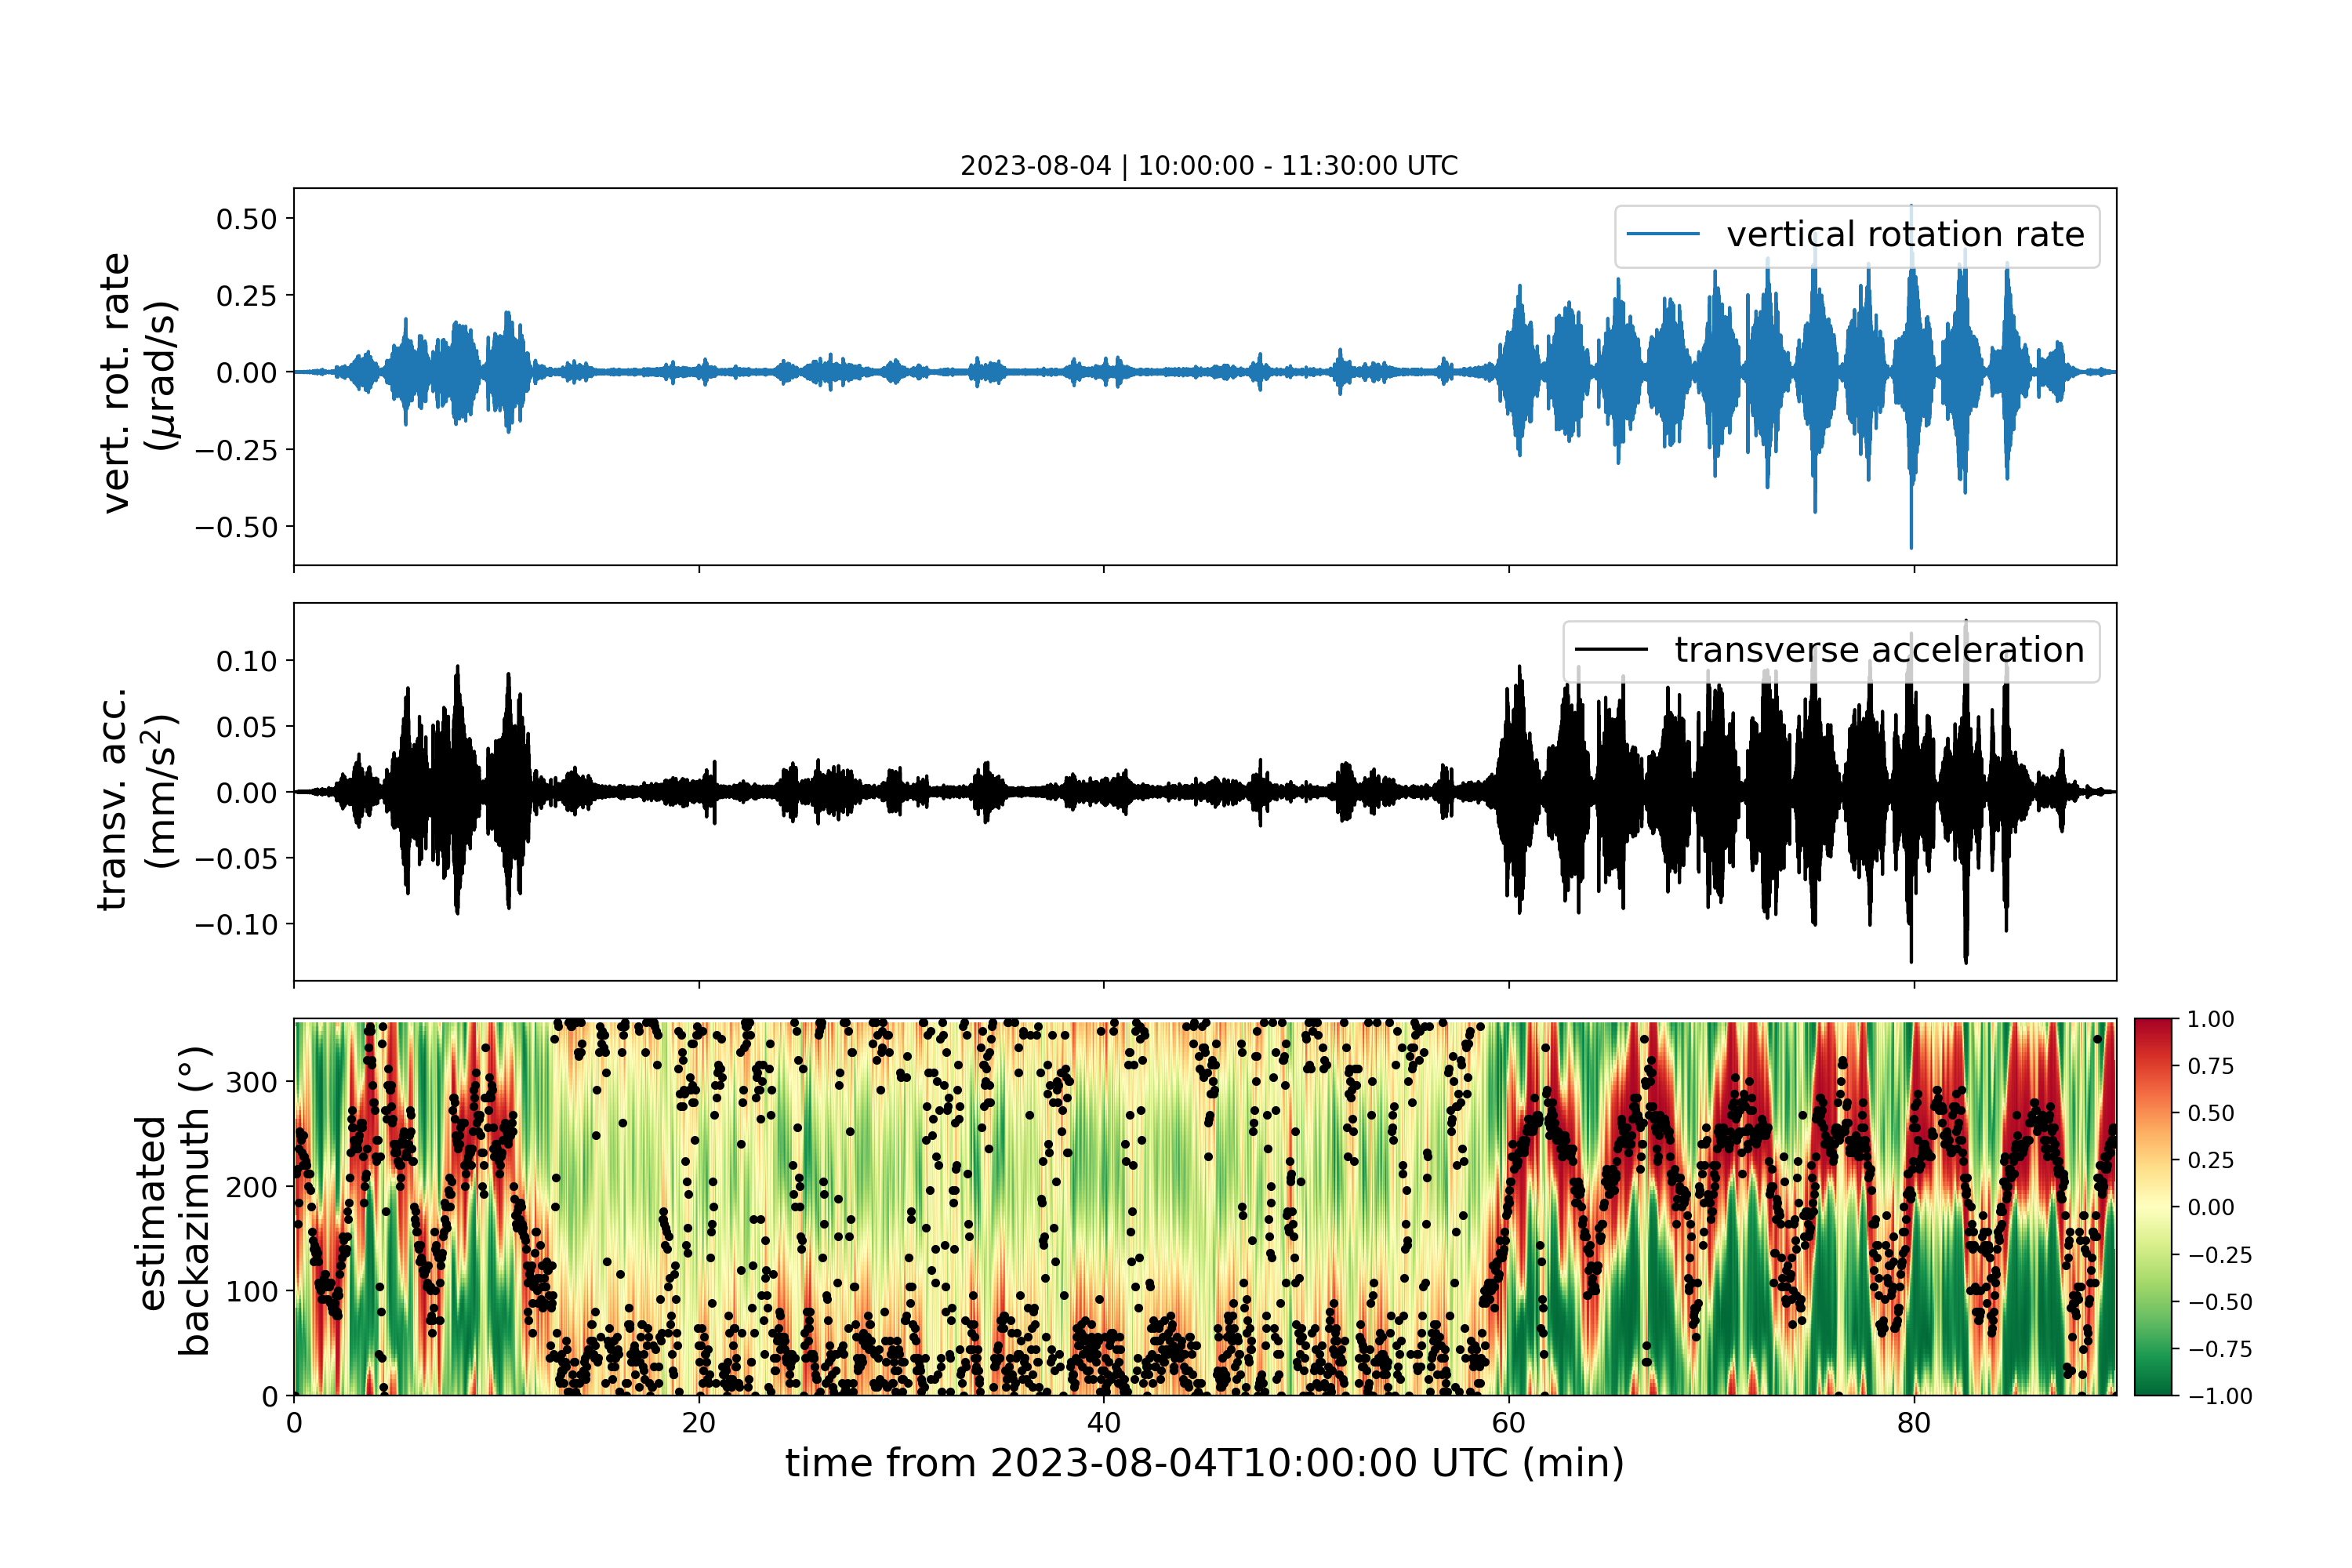 2023-08-04 | 10:00:00 - 11:30:00 UTC
vert. rot. rate
(μrad/s)
0.50
0.25
0.00
−0.25
−0.50
vertical rotation rate
transv. acc.
(mm/s²)
0.10
0.05
0.00
−0.05
−0.10
transverse acceleration
estimated
backazimuth (°)
300
200
100
0
1.00
0.75
0.50
0.25
0.00
−0.25
−0.50
−0.75
−1.00
0 20 40 60 80
time from 2023-08-04T10:00:00 UTC (min)